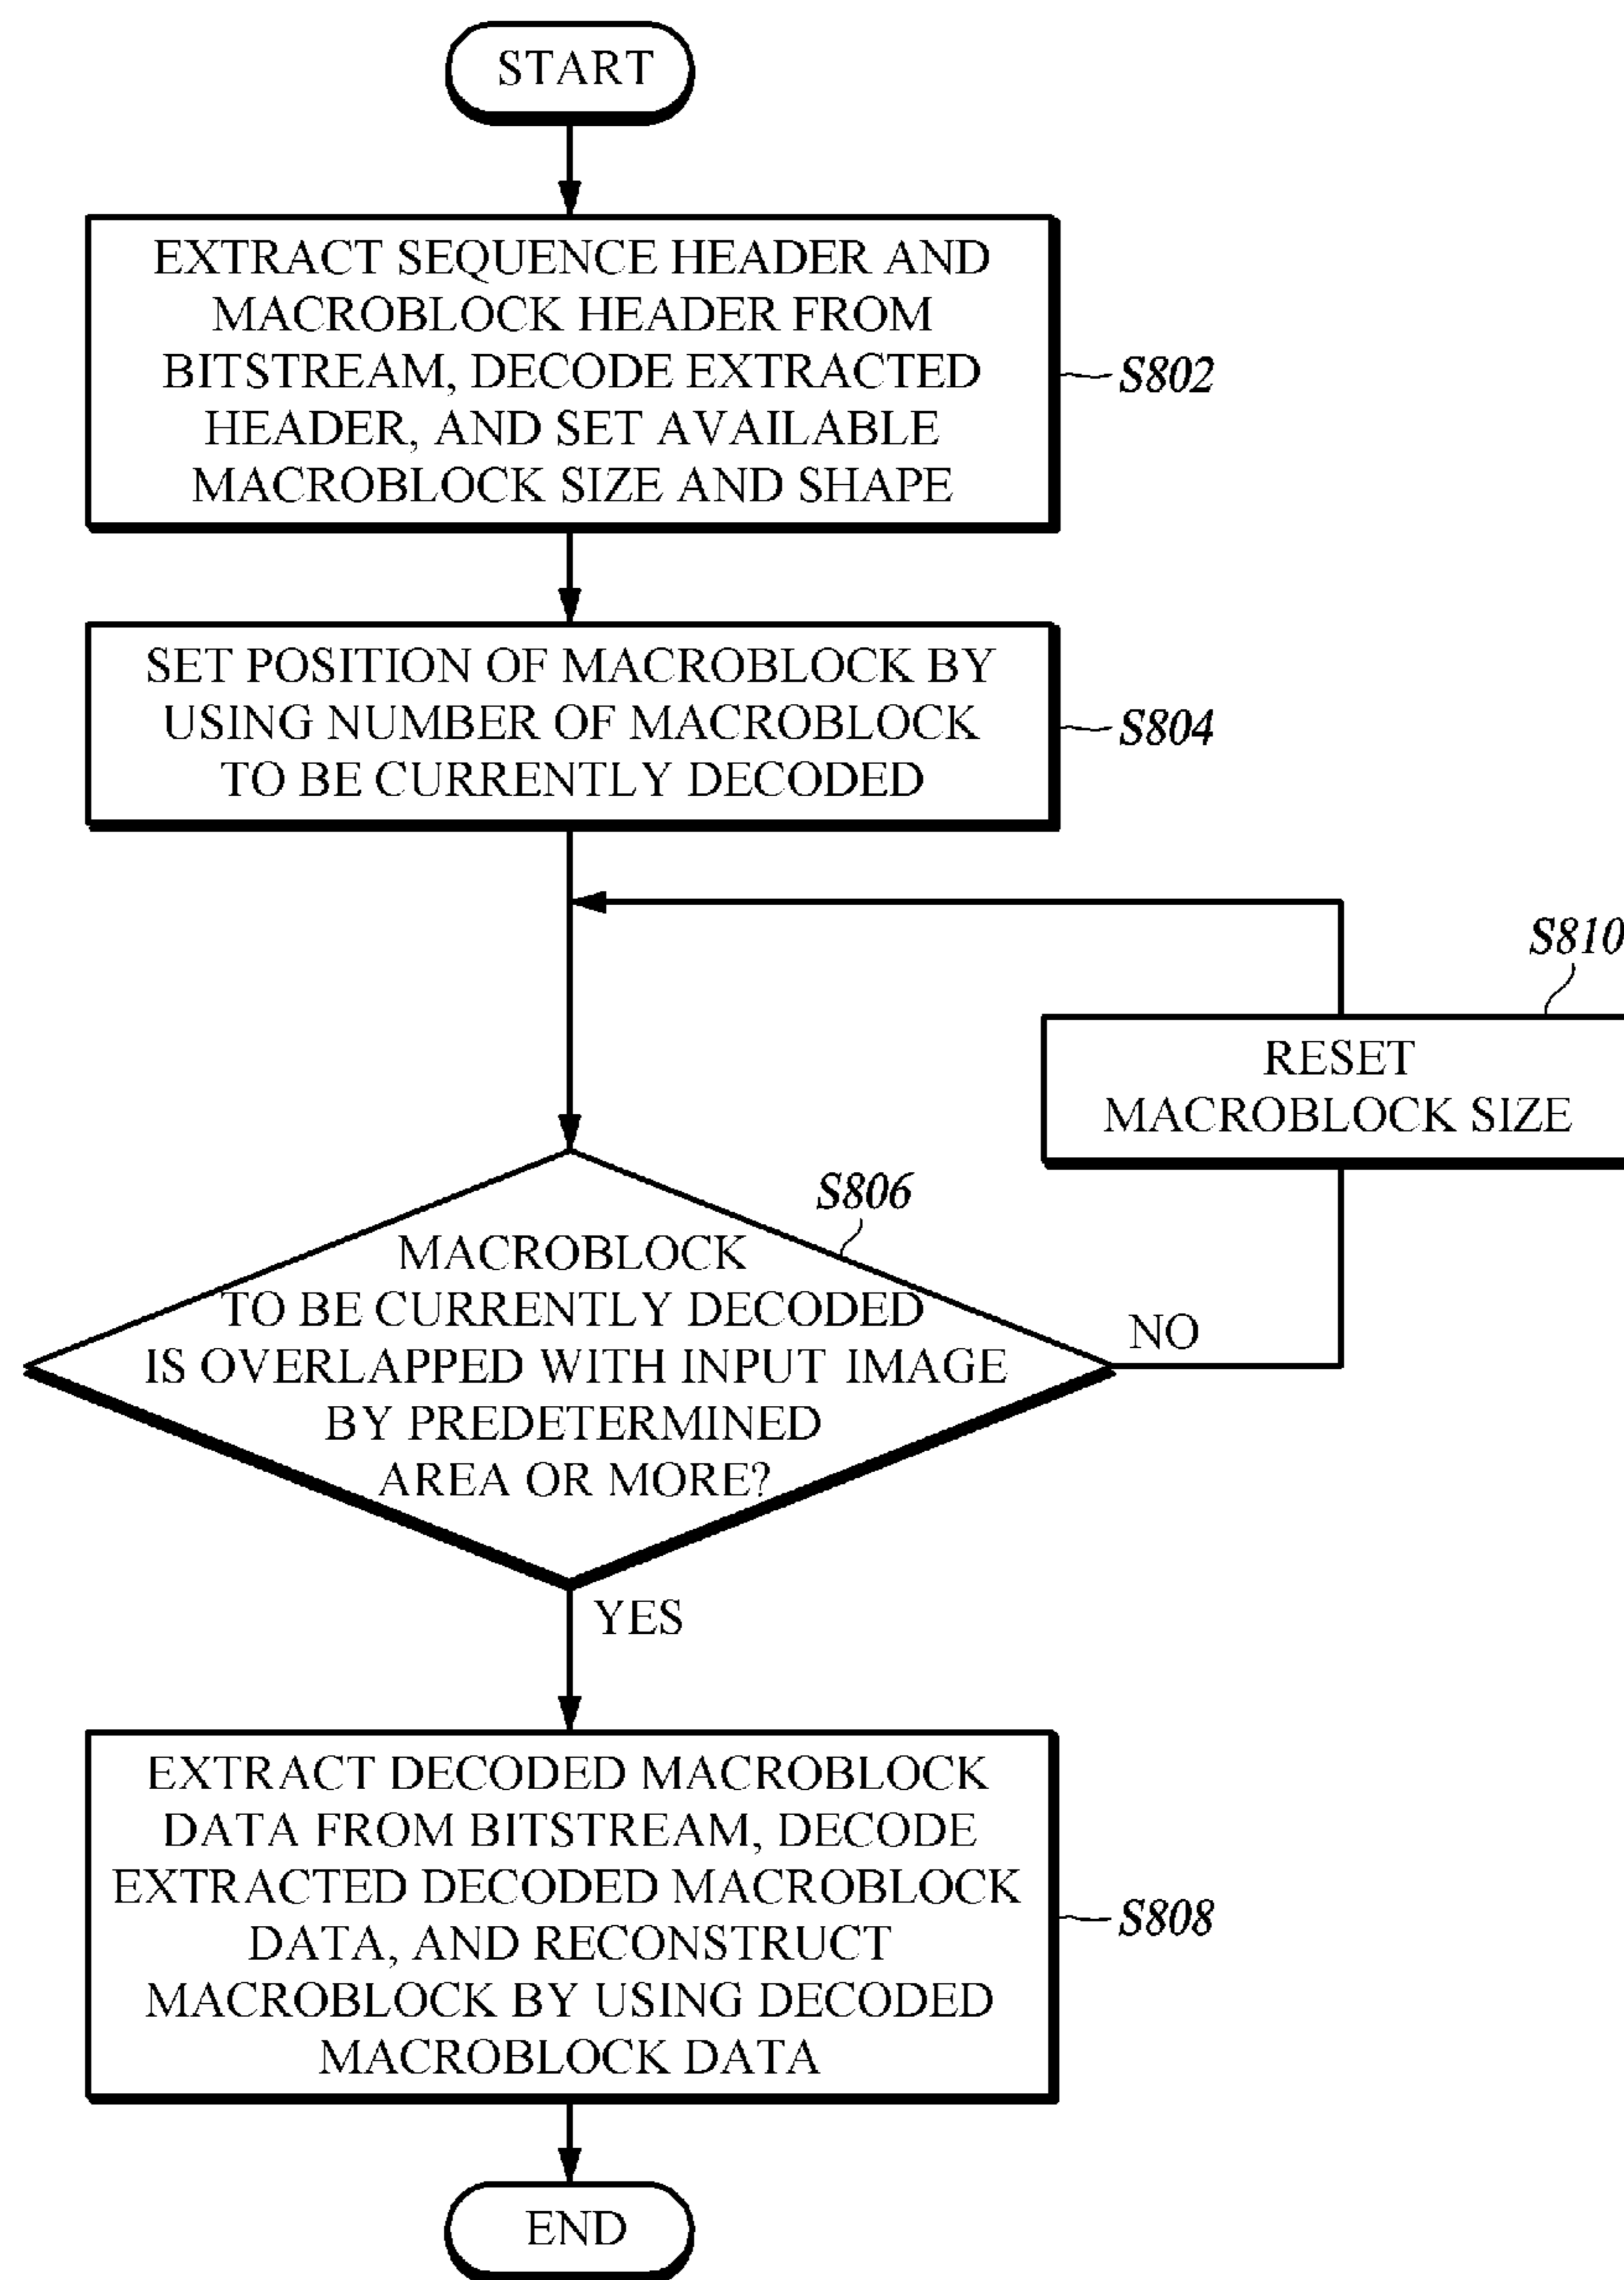 START
EXTRACT SEQUENCE HEADER AND
MACROBLOCK HEADER FROM
BITSTREAM, DECODE EXTRACTED
HEADER, AND SET AVAILABLE
MACROBLOCK SIZE AND SHAPE
S802
SET POSITION OF MACROBLOCK BY
USING NUMBER OF MACROBLOCK
TO BE CURRENTLY DECODED
S804
S810
RESET
MACROBLOCK SIZE
S806
MACROBLOCK
TO BE CURRENTLY DECODED
IS OVERLAPPED WITH INPUT IMAGE
BY PREDETERMINED
AREA OR MORE?
NO
YES
EXTRACT DECODED MACROBLOCK
DATA FROM BITSTREAM, DECODE
EXTRACTED DECODED MACROBLOCK
DATA, AND RECONSTRUCT
MACROBLOCK BY USING DECODED
MACROBLOCK DATA
S808
END